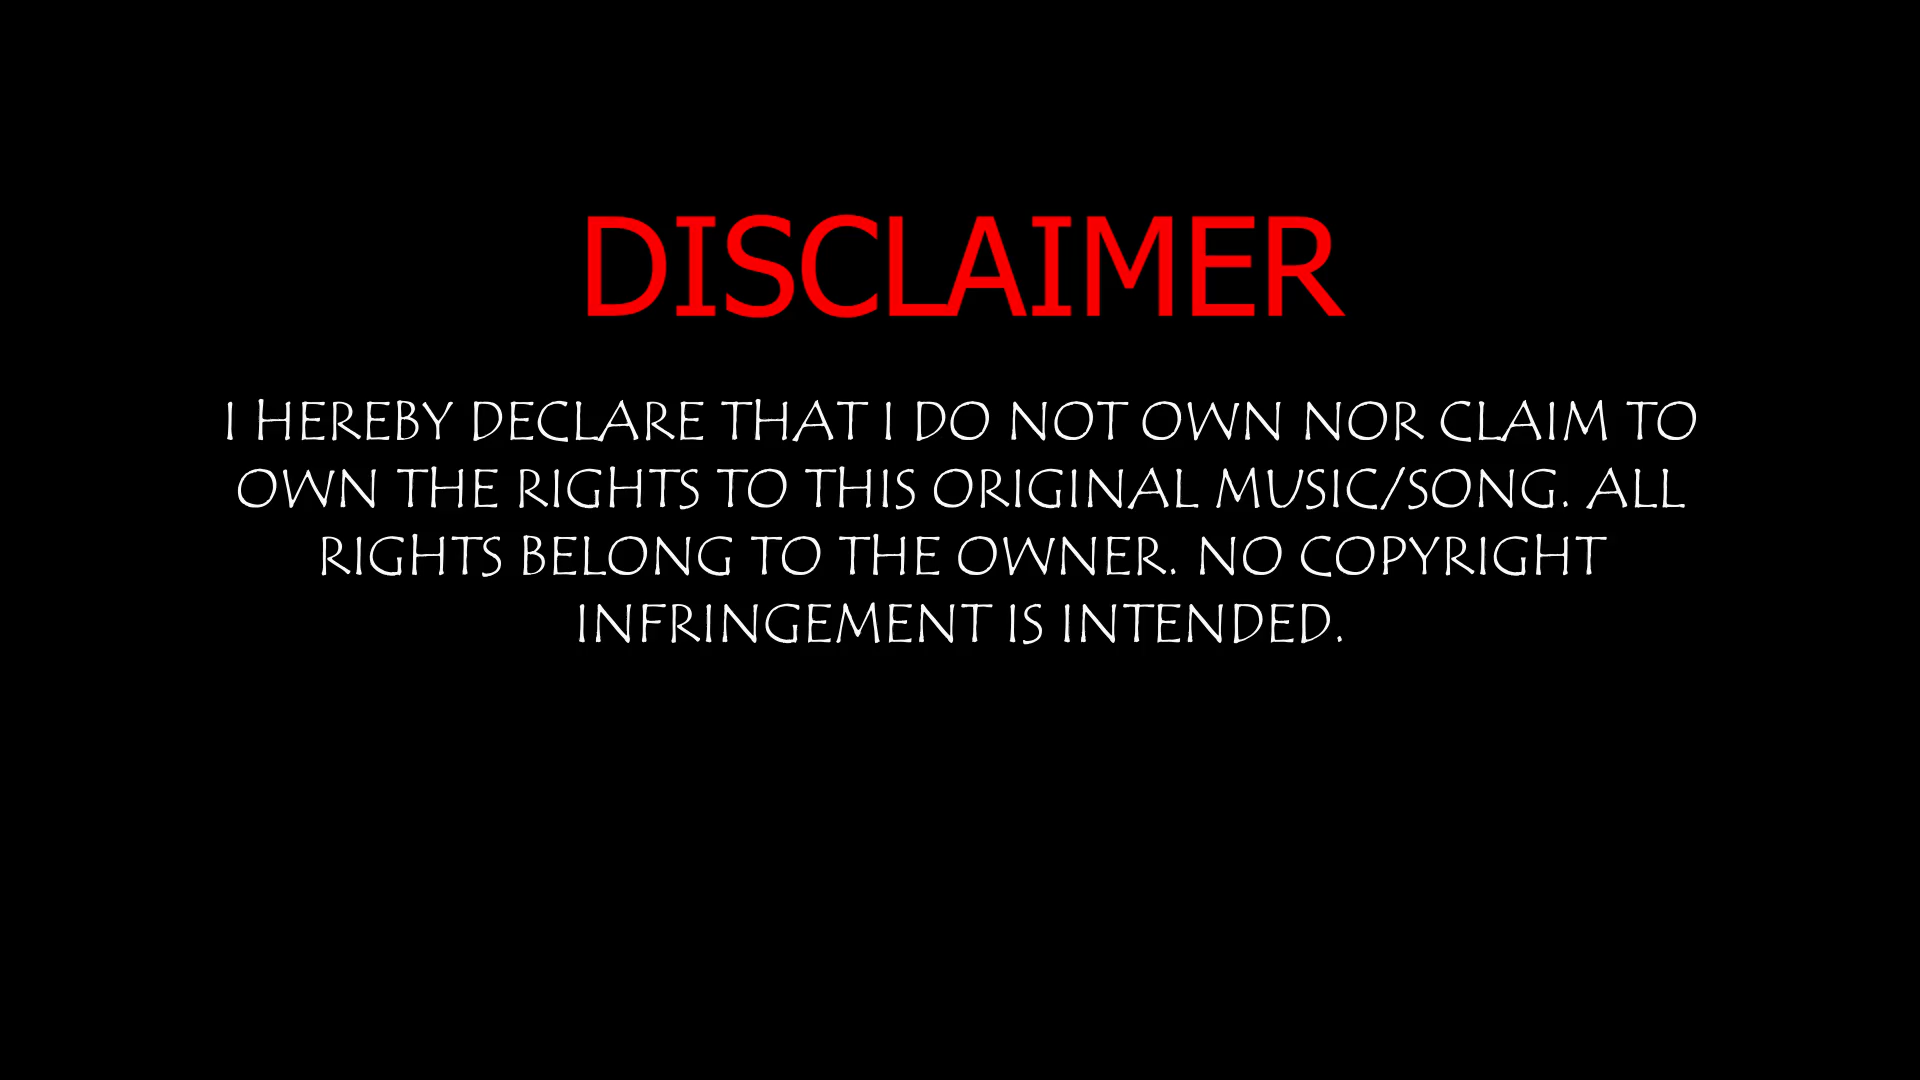 DISCLAIMER
I HEREBY DECLARE THAT I DO NOT OWN NOR CLAIM TO
OWN THE RIGHTS TO THIS ORIGINAL MUSIC/SONG. ALL
RIGHTS BELONG TO THE OWNER. NO COPYRIGHT
INFRINGEMENT IS INTENDED.